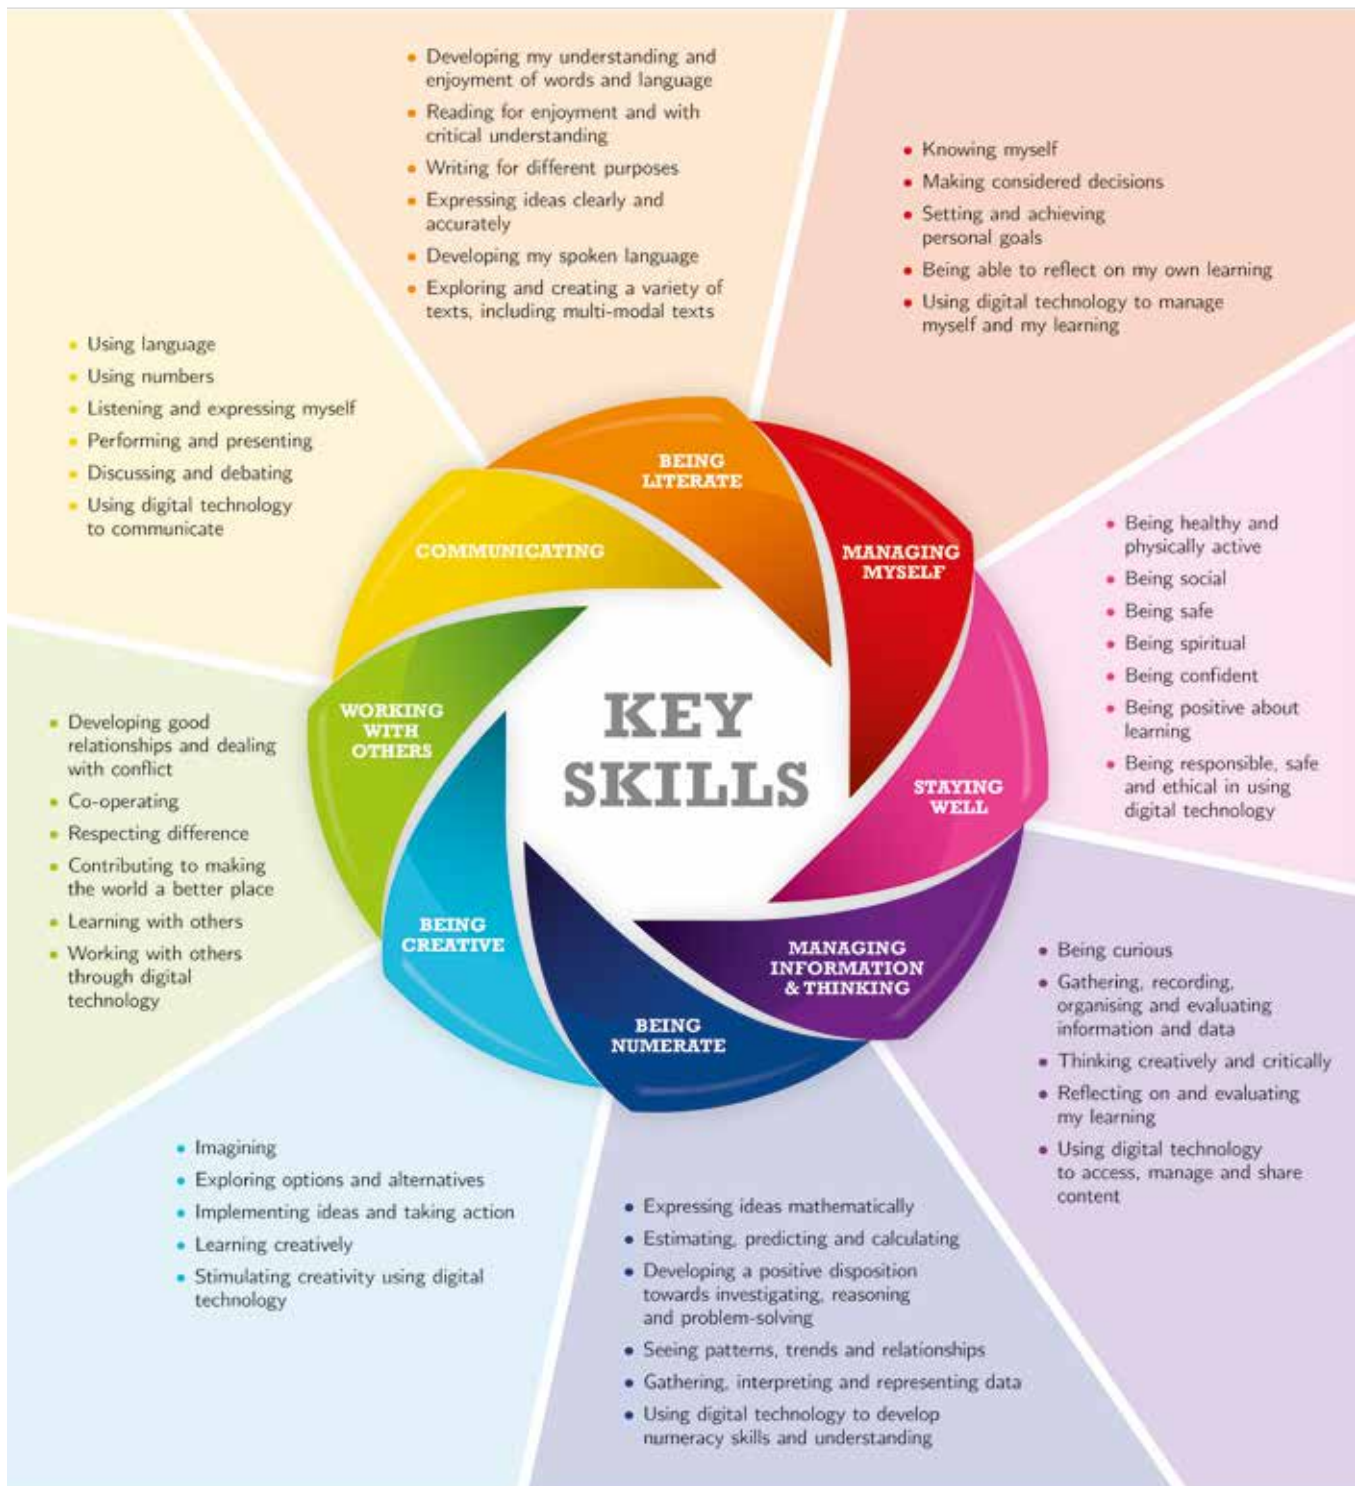 KEY
SKILLS
BEING
LITERATE
• Developing my understanding and
enjoyment of words and language
• Reading for enjoyment and with
critical understanding
• Writing for different purposes
• Expressing ideas clearly and
accurately
• Developing my spoken language
• Exploring and creating a variety of
texts, including multi-modal texts
MANAGING
MYSELF
• Knowing myself
• Making considered decisions
• Setting and achieving
personal goals
• Being able to reflect on my own learning
• Using digital technology to manage
myself and my learning
STAYING
WELL
• Being healthy and
physically active
• Being social
• Being safe
• Being spiritual
• Being confident
• Being positive about
learning
• Being responsible, safe
and ethical in using
digital technology
MANAGING
INFORMATION
& THINKING
• Being curious
• Gathering, recording,
organising and evaluating
information and data
• Thinking creatively and critically
• Reflecting on and evaluating
my learning
• Using digital technology
to access, manage and share
content
BEING
NUMERATE
• Expressing ideas mathematically
• Estimating, predicting and calculating
• Developing a positive disposition
towards investigating, reasoning
and problem-solving
• Seeing patterns, trends and relationships
• Gathering, interpreting and representing data
• Using digital technology to develop
numeracy skills and understanding
BEING
CREATIVE
• Imagining
• Exploring options and alternatives
• Implementing ideas and taking action
• Learning creatively
• Stimulating creativity using digital
technology
WORKING
WITH
OTHERS
• Developing good
relationships and dealing
with conflict
• Co-operating
• Respecting difference
• Contributing to making
the world a better place
• Learning with others
• Working with others
through digital
technology
COMMUNICATING
• Using language
• Using numbers
• Listening and expressing myself
• Performing and presenting
• Discussing and debating
• Using digital technology
to communicate